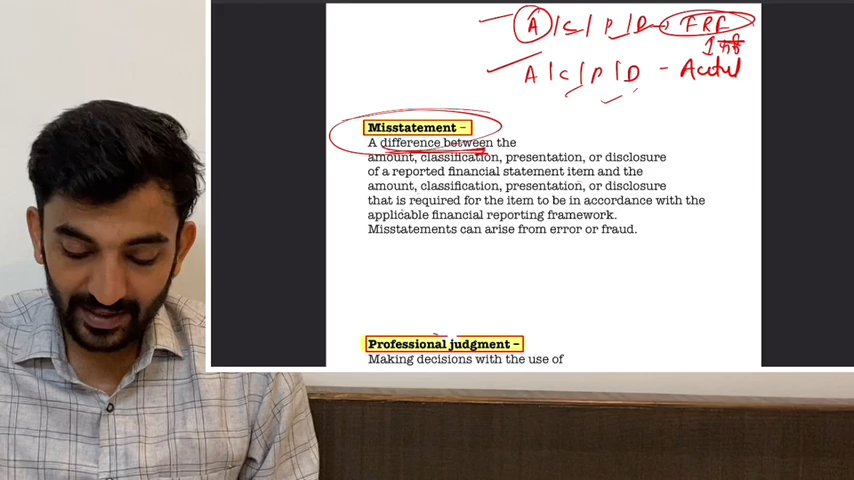 A | C | P | D → FRF
A | C | P | D - Actual
Misstatement –
A difference between the
amount, classification, presentation, or disclosure
of a reported financial statement item and the
amount, classification, presentation, or disclosure
that is required for the item to be in accordance with the
applicable financial reporting framework.
Misstatements can arise from error or fraud.
Professional judgment –
Making decisions with the use of